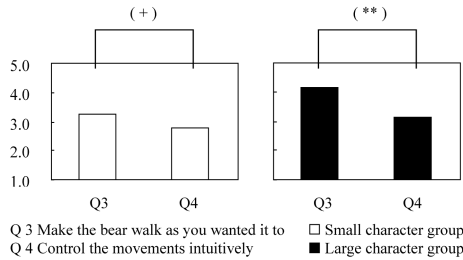 ( + ) ( ** )
5.0
4.0
3.0
2.0
1.0
Q3 Q4 Q3 Q4
Q 3 Make the bear walk as you wanted it to □ Small character group
Q 4 Control the movements intuitively ■ Large character group